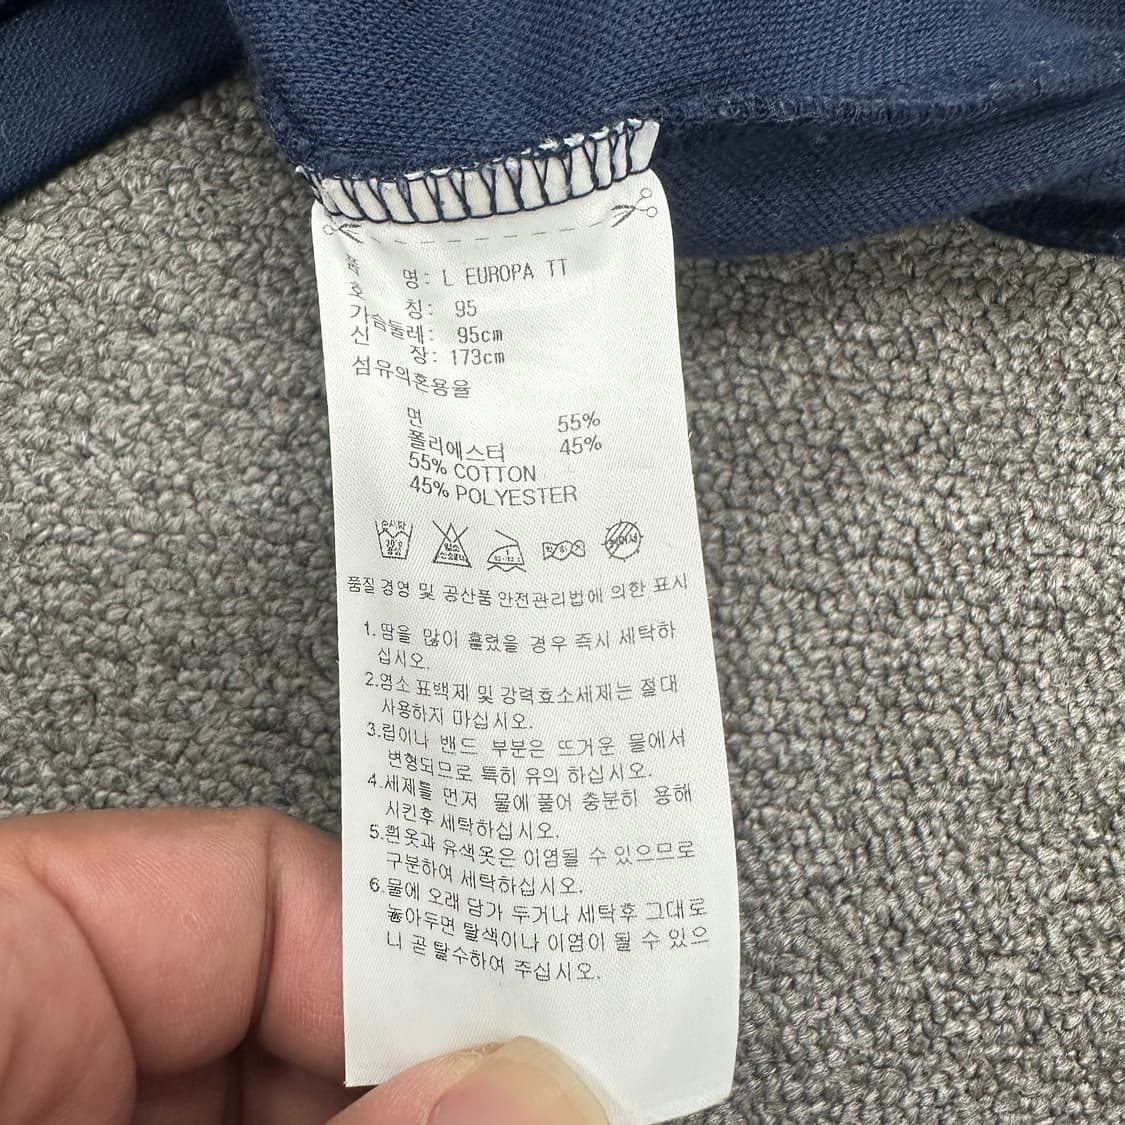 품 명: L EUROPA TT
호 칭: 95
가슴둘레: 95cm
신 장: 173cm
섬유의혼용율
면 55%
폴리에스터 45%
55% COTTON
45% POLYESTER
품질 경영 및 공산품 안전관리법에 의한 표시
1.땀을 많이 흘렸을 경우 즉시 세탁하
십시오.
2.염소 표백제 및 강력효소세제는 절대
사용하지 마십시오.
3.립이나 밴드 부분은 뜨거운 물에서
변형되므로 특히 유의 하십시오.
4.세제를 먼저 물에 풀어 충분히 용해
시킨후 세탁하십시오.
5.흰옷과 유색옷은 이염될 수 있으므로
구분하여 세탁하십시오.
6.물에 오래 담가 두거나 세탁후 그대로
놓아두면 탈색이나 이염이 될 수 있으
니 곧 탈수하여 주십시오.